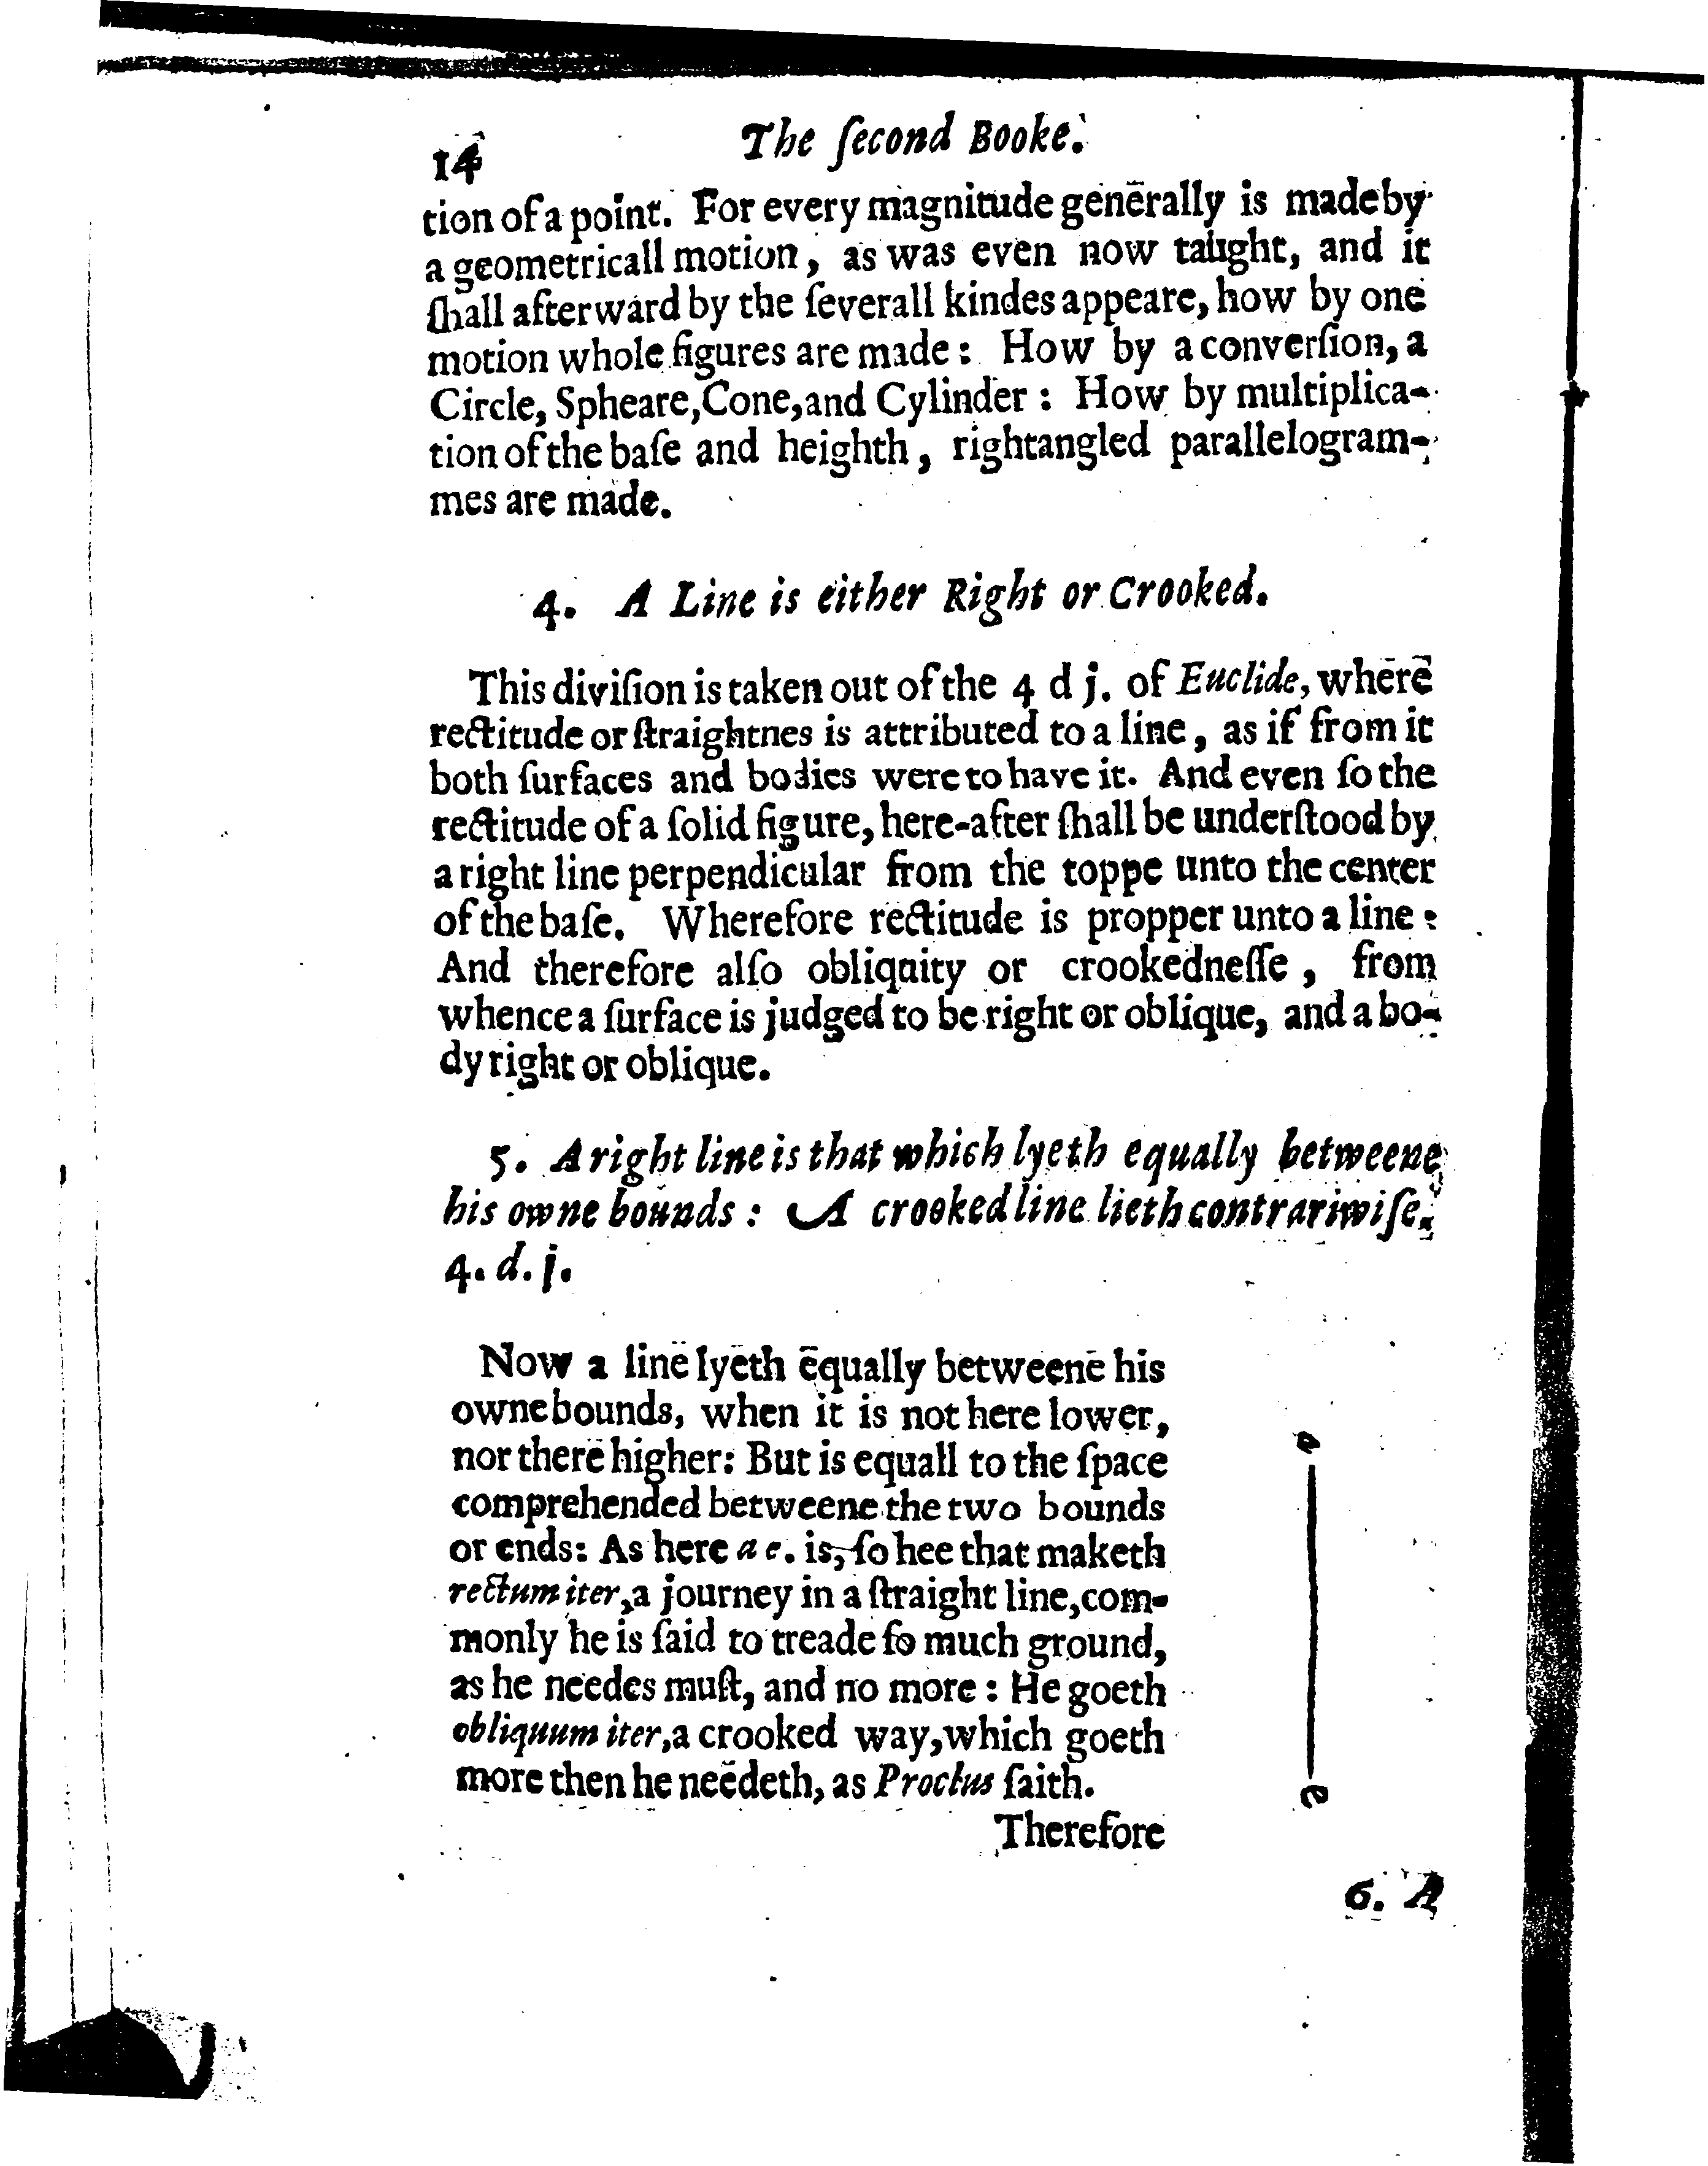 14
The ſecond Booke.
tion of a point. For every magnitude generally is made by
a geometricall motion, as was even now taught, and it
ſhall afterward by the ſeverall kindes appeare, how by one
motion whole figures are made: How by a converſion, a
Circle, Spheare, Cone, and Cylinder: How by multiplica-
tion of the baſe and heighth, rightangled parallelogram-
mes are made.
4. A Line is either Right or Crooked.
This diviſion is taken out of the 4 d j. of Euclide, where
rectitude or ſtraightnes is attributed to a line, as if from it
both ſurfaces and bodies were to have it. And even ſo the
rectitude of a ſolid figure, here-after ſhall be underſtood by
a right line perpendicular from the toppe unto the center
of the baſe. Wherefore rectitude is propper unto a line:
And therefore alſo obliquity or crookedneſſe, from
whence a ſurface is judged to be right or oblique, and a bo-
dy right or oblique.
5. A right line is that which lyeth equally betweene
his owne bounds: A crooked line lieth contrariwiſe.
4. d. j.
Now a line lyeth equally betweene his
owne bounds, when it is not here lower,
nor there higher: But is equall to the ſpace
comprehended betweene the two bounds
or ends: As here a e. is, ſo hee that maketh
rectum iter, a journey in a ſtraight line, com-
monly he is ſaid to treade ſo much ground,
as he needes muſt, and no more: He goeth
obliquum iter, a crooked way, which goeth
more then he needeth, as Proclus ſaith.
Therefore
a
e
6. A